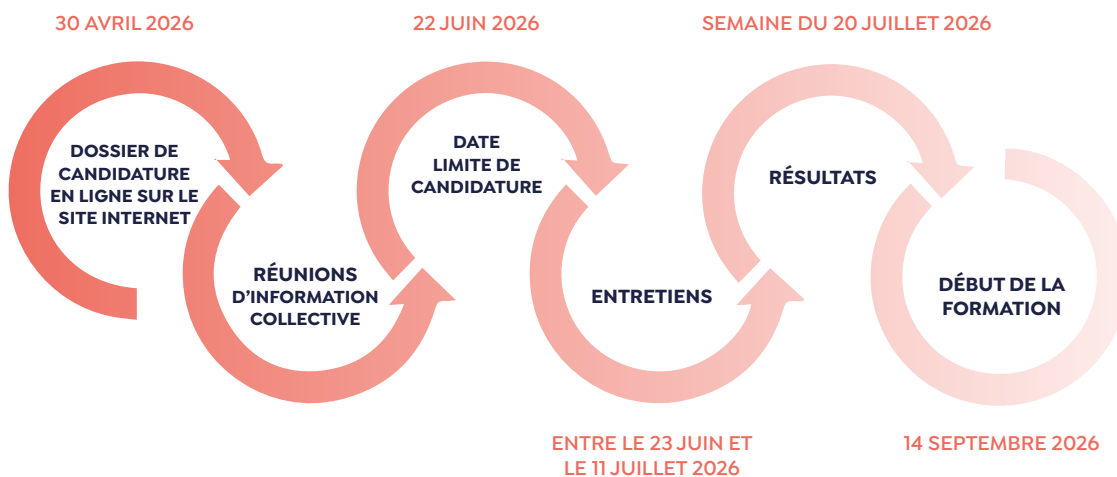 30 AVRIL 2026
DOSSIER DE
CANDIDATURE
EN LIGNE SUR LE
SITE INTERNET
RÉUNIONS
D’INFORMATION
COLLECTIVE
22 JUIN 2026
DATE
LIMITE DE
CANDIDATURE
ENTRETIENS
ENTRE LE 23 JUIN ET
LE 11 JUILLET 2026
SEMAINE DU 20 JUILLET 2026
RÉSULTATS
DÉBUT DE LA
FORMATION
14 SEPTEMBRE 2026